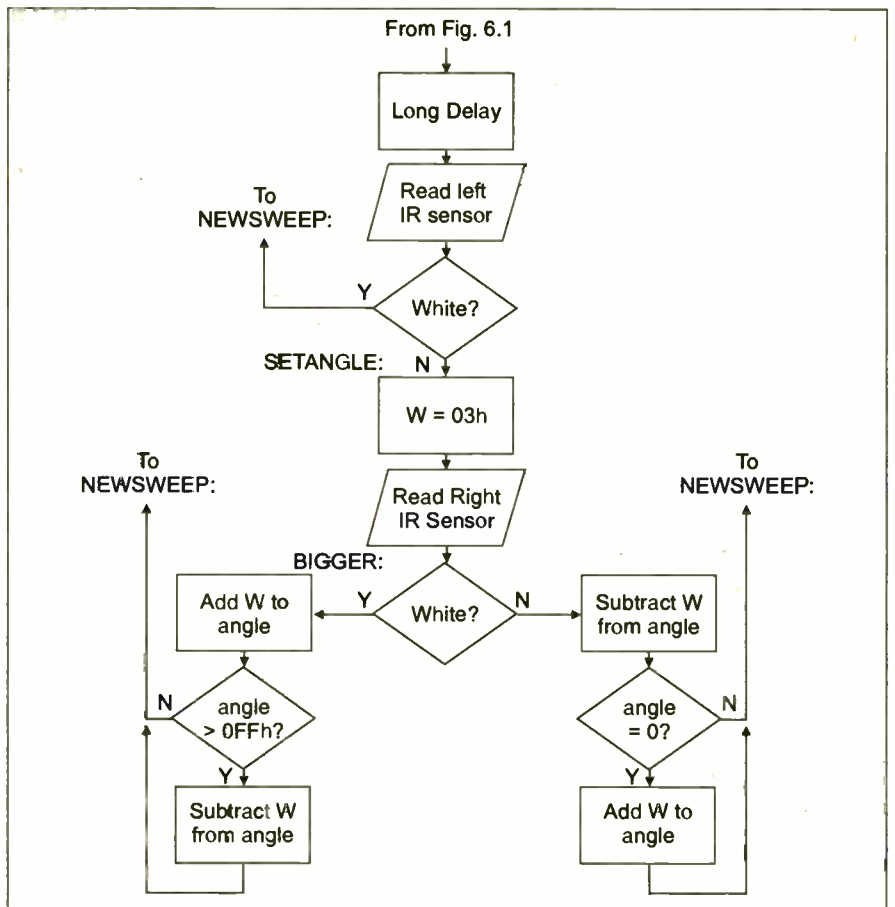 From Fig. 6.1
Long Delay
Read left
IR sensor
To
NEWSWEEP:
Y
White?
SETANGLE:
N
W = 03h
To
NEWSWEEP:
Read Right
IR Sensor
To
NEWSWEEP:
BIGGER:
Add W to
angle
Y
White?
N
Subtract W
from angle
N
angle
> 0FFh?
angle
= 0?
N
Y
Y
Subtract W
from angle
Add W to
angle